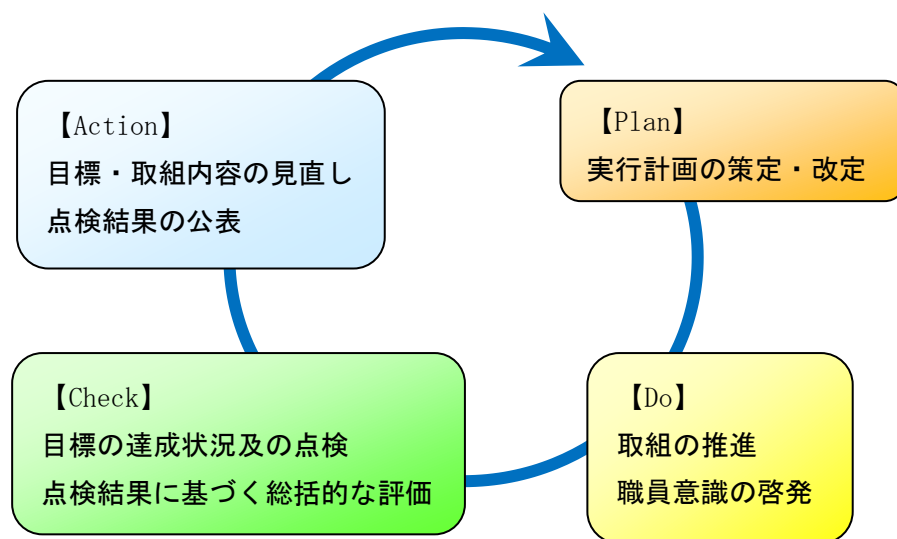 【Action】
目標・取組内容の見直し
点検結果の公表
【Plan】
実行計画の策定・改定
【Check】
目標の達成状況及の点検
点検結果に基づく総括的な評価
【Do】
取組の推進
職員意識の啓発